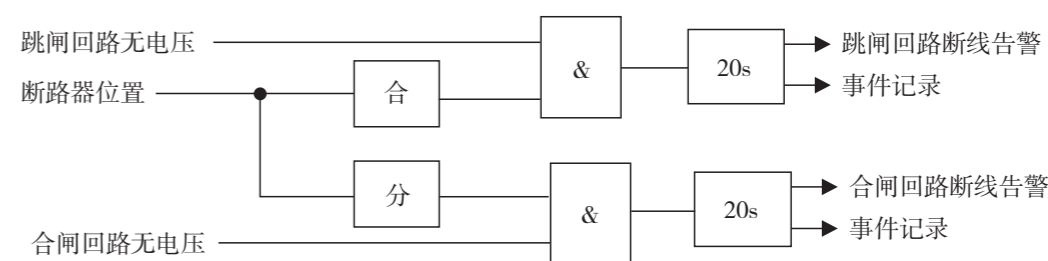 跳闸回路无电压
断路器位置
合
&
20s
跳闸回路断线告警
事件记录
分
合闸回路无电压
&
20s
合闸回路断线告警
事件记录